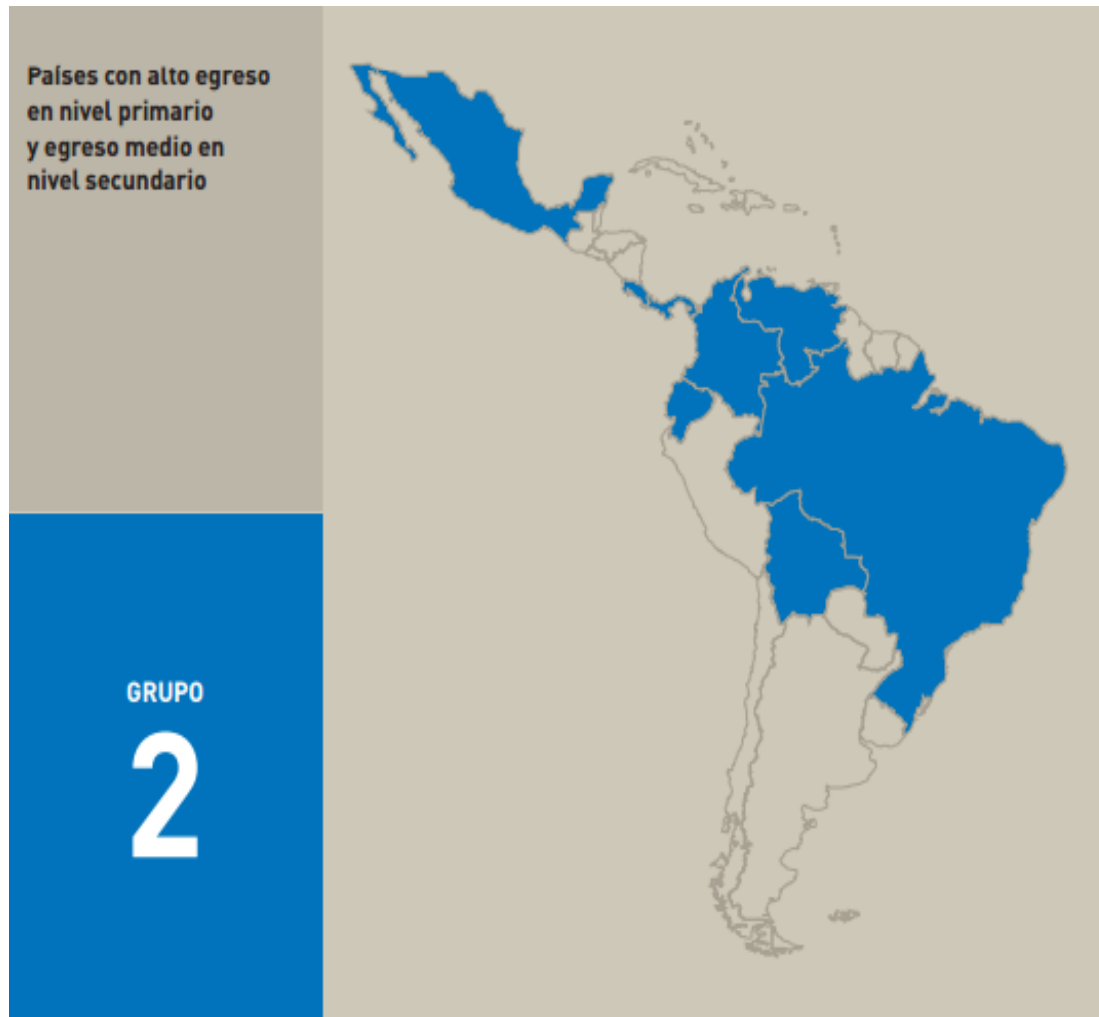 Países con alto egreso
en nivel primario
y egreso medio en
nivel secundario
GRUPO
2